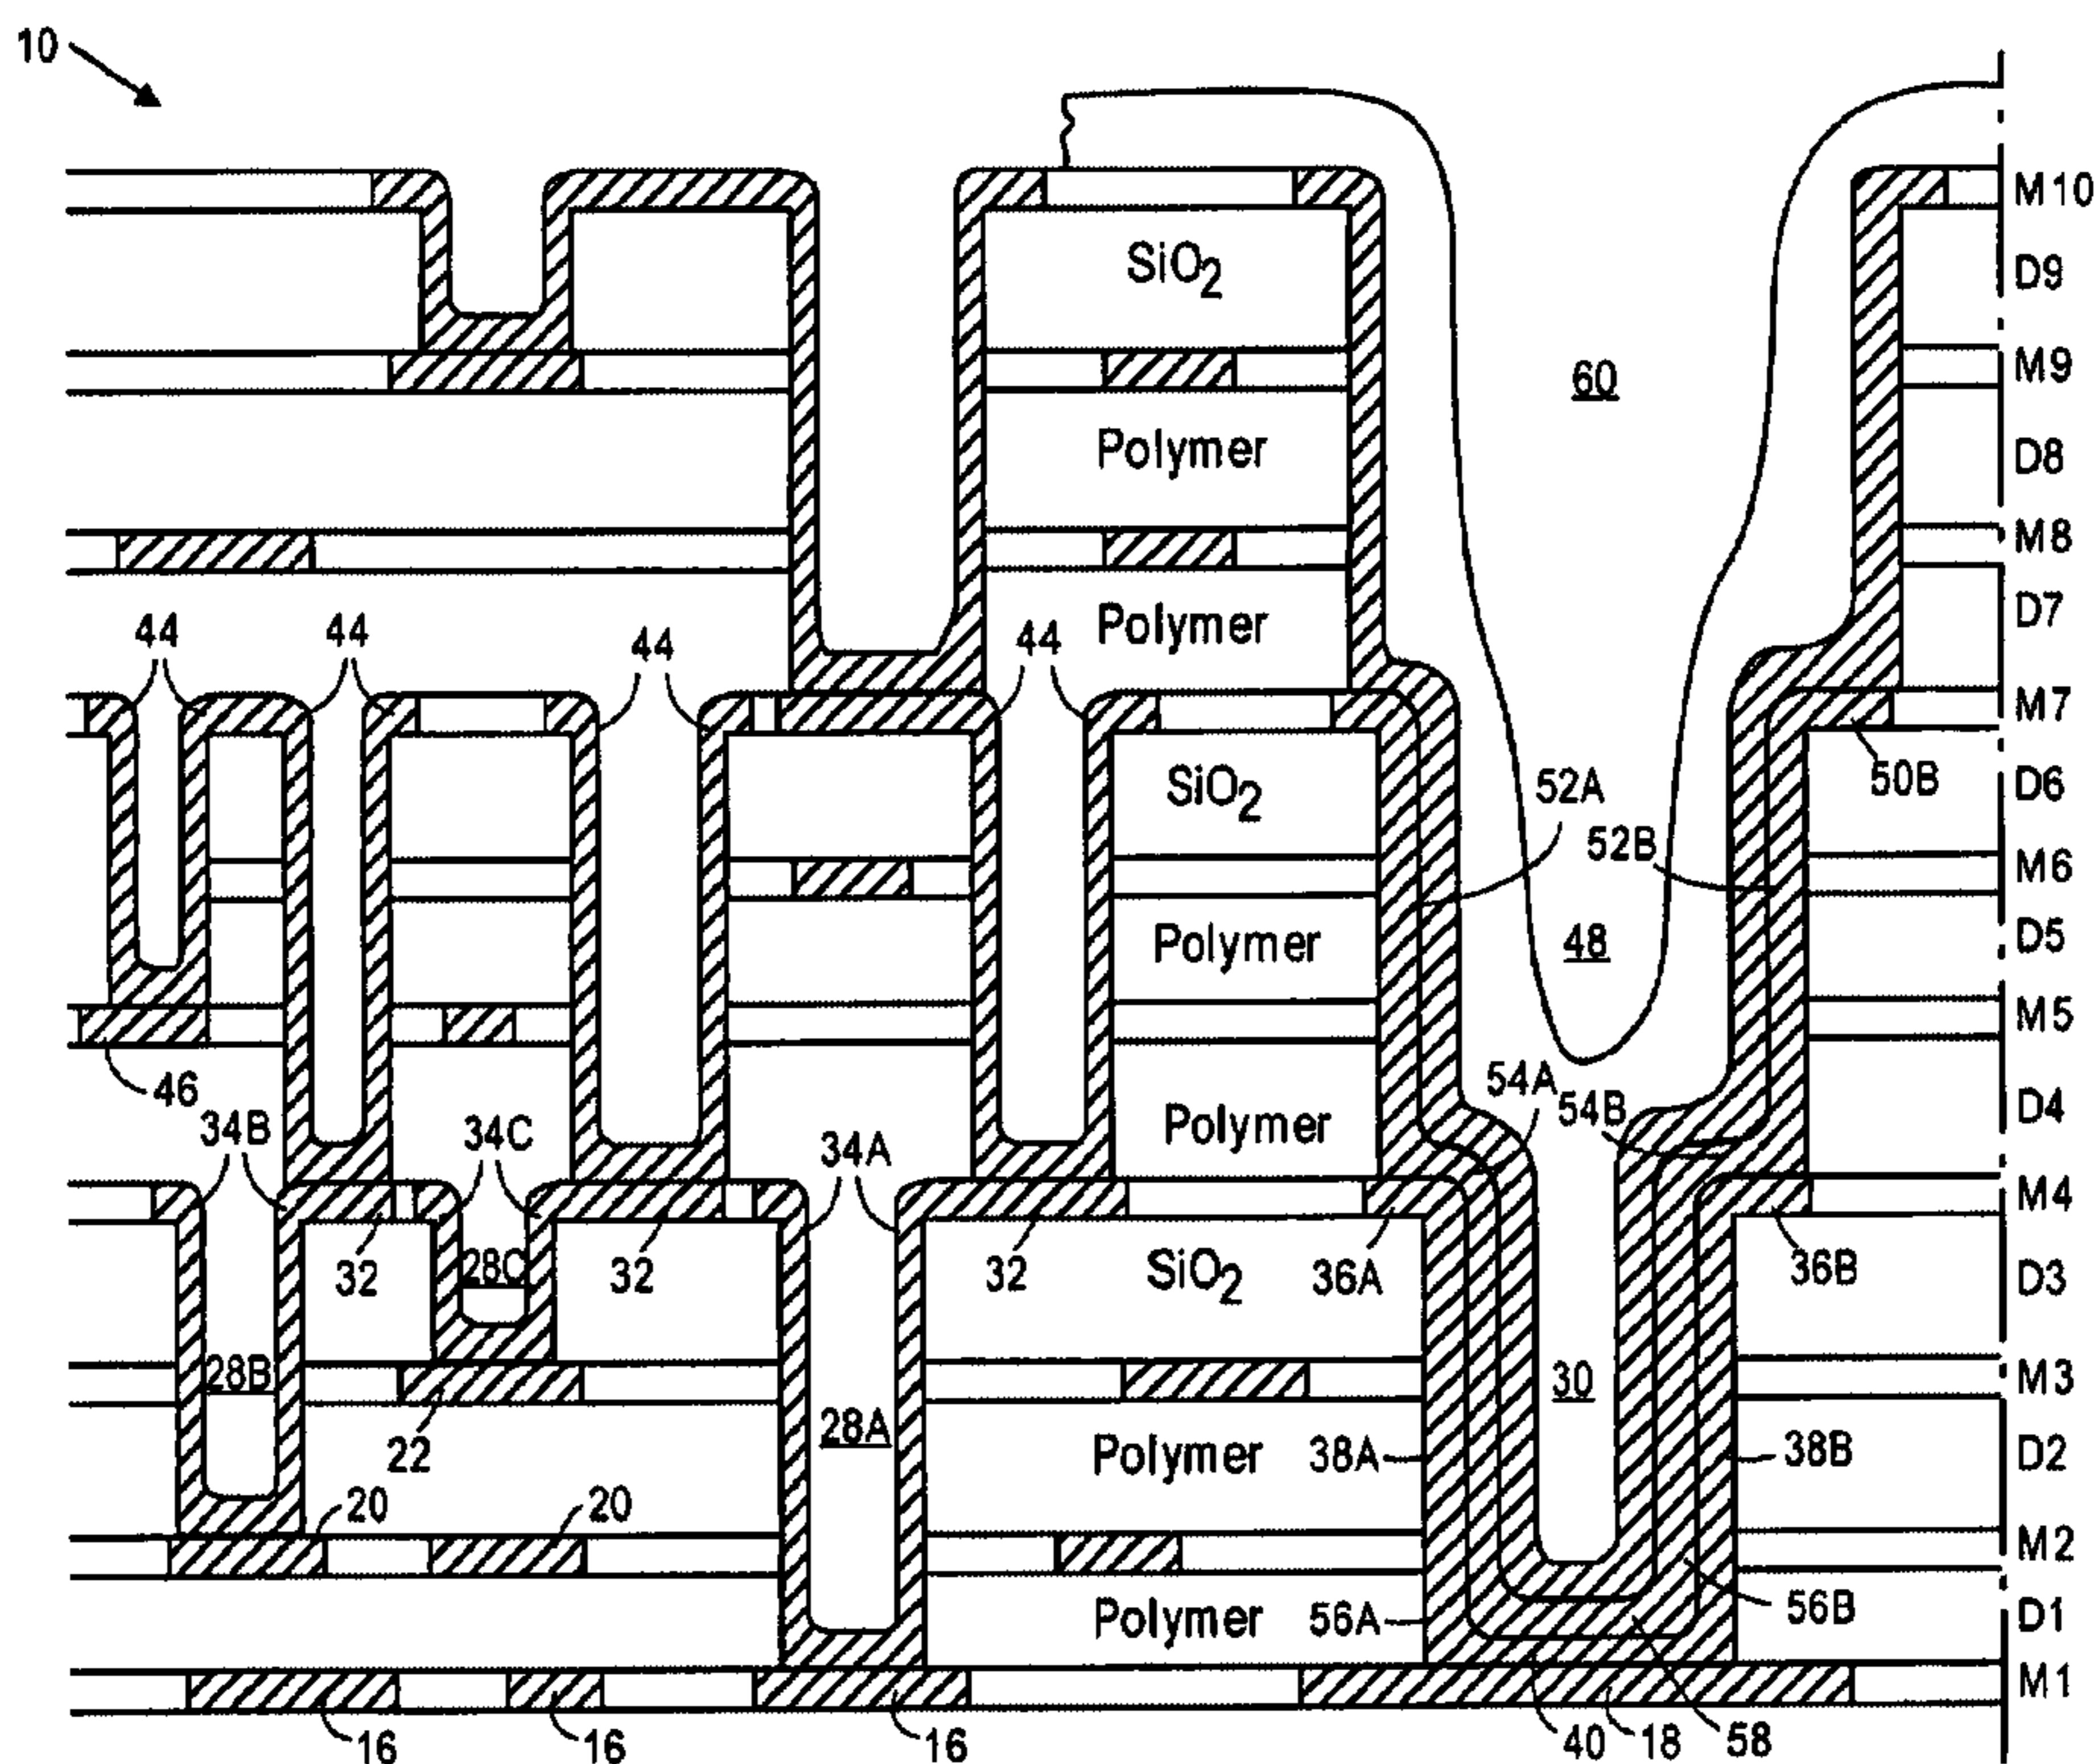 10
M10
SiO2
D9
M9
60
Polymer
D8
M8
44 44 44 Polymer 44
D7
M7
50B
SiO2
52A
D6
52B
M6
Polymer
48
D5
M5
46
54A
34B 34C 34A Polymer 54B
D4
M4
28C
32 32 32 SiO2 36A 36B
D3
28B
30
M3
22
28A
Polymer 38A 38B
D2
20 20
M2
Polymer 56A 56B
D1
M1
16 16 16 40 18 58